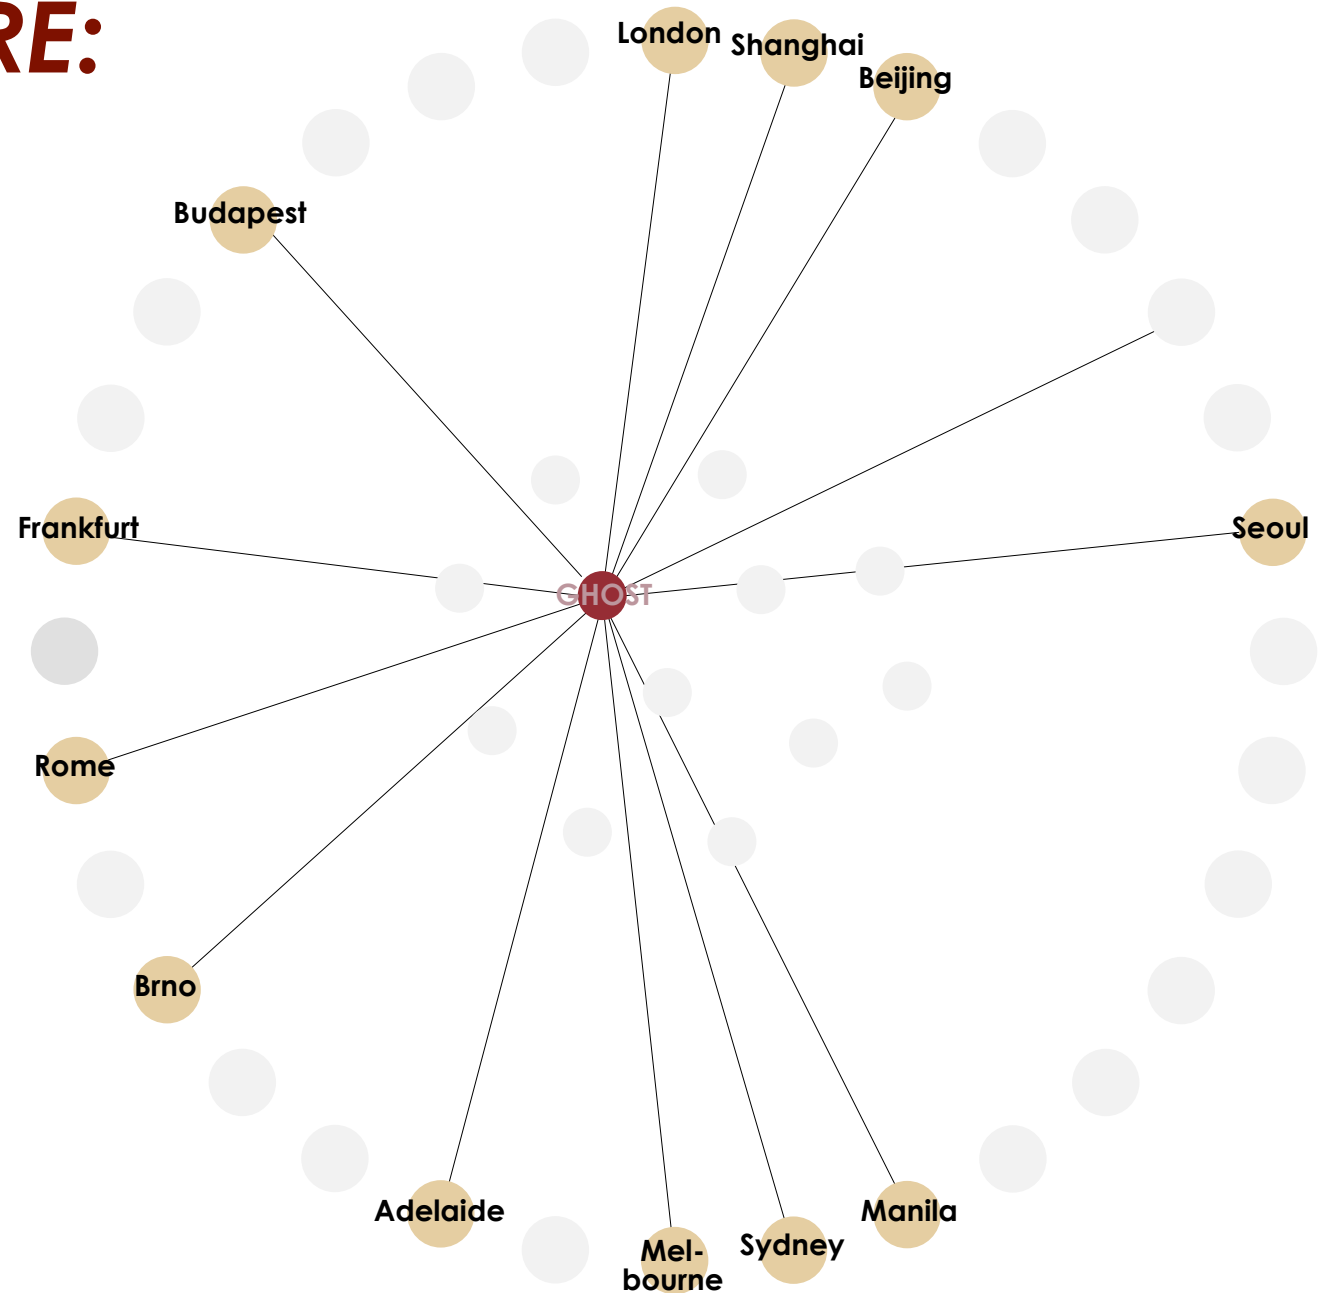 RE:
London
Shanghai
Beijing
Budapest
Frankfurt
Seoul
GHOST
Rome
Brno
Adelaide
Manila
Sydney
Mel-
bourne